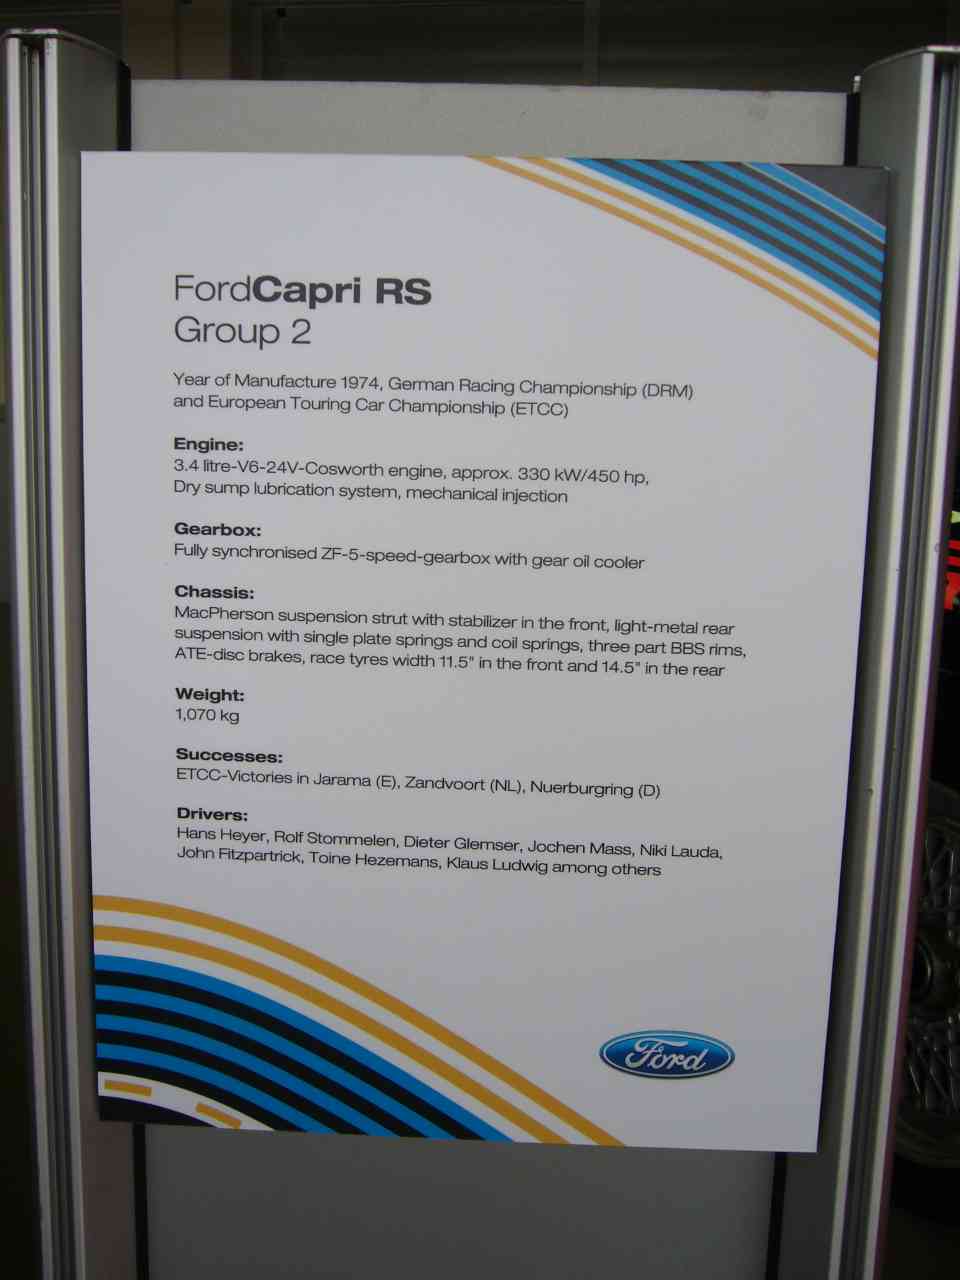 FordCapri RS
Group 2
Year of Manufacture 1974, German Racing Championship (DRM)
and European Touring Car Championship (ETCC)
Engine:
3.4 litre-V6-24V-Cosworth engine, approx. 330 kW/450 hp,
Dry sump lubrication system, mechanical injection
Gearbox:
Fully synchronised ZF-5-speed-gearbox with gear oil cooler
Chassis:
MacPherson suspension strut with stabilizer in the front, light-metal rear
suspension with single plate springs and coil springs, three part BBS rims,
ATE-disc brakes, race tyres width 11.5" in the front and 14.5" in the rear
Weight:
1,070 kg
Successes:
ETCC-Victories in Jarama (E), Zandvoort (NL), Nuerburgring (D)
Drivers:
Hans Heyer, Rolf Stommelen, Dieter Glemser, Jochen Mass, Niki Lauda,
John Fitzpartrick, Toine Hezemans, Klaus Ludwig among others
Ford